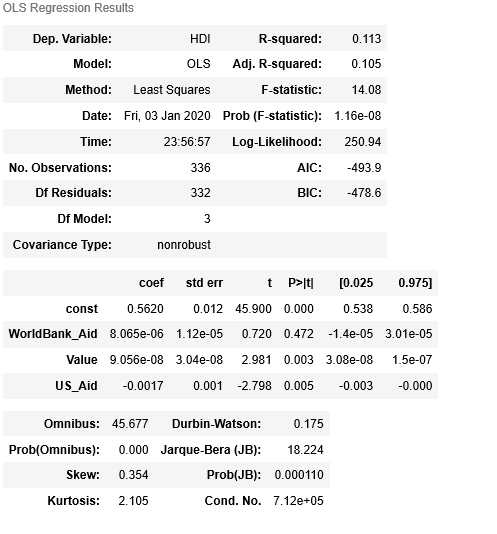 OLS Regression Results
Dep. Variable: HDI R-squared: 0.113
Model: OLS Adj. R-squared: 0.105
Method: Least Squares F-statistic: 14.08
Date: Fri, 03 Jan 2020 Prob (F-statistic): 1.16e-08
Time: 23:56:57 Log-Likelihood: 250.94
No. Observations: 336 AIC: -493.9
Df Residuals: 332 BIC: -478.6
Df Model: 3
Covariance Type: nonrobust
coef std err t P>|t| [0.025 0.975]
const 0.5620 0.012 45.900 0.000 0.538 0.586
WorldBank_Aid 8.065e-06 1.12e-05 0.720 0.472 -1.4e-05 3.01e-05
Value 9.056e-08 3.04e-08 2.981 0.003 3.08e-08 1.5e-07
US_Aid -0.0017 0.001 -2.798 0.005 -0.003 -0.000
Omnibus: 45.677 Durbin-Watson: 0.175
Prob(Omnibus): 0.000 Jarque-Bera (JB): 18.224
Skew: 0.354 Prob(JB): 0.000110
Kurtosis: 2.105 Cond. No. 7.12e+05